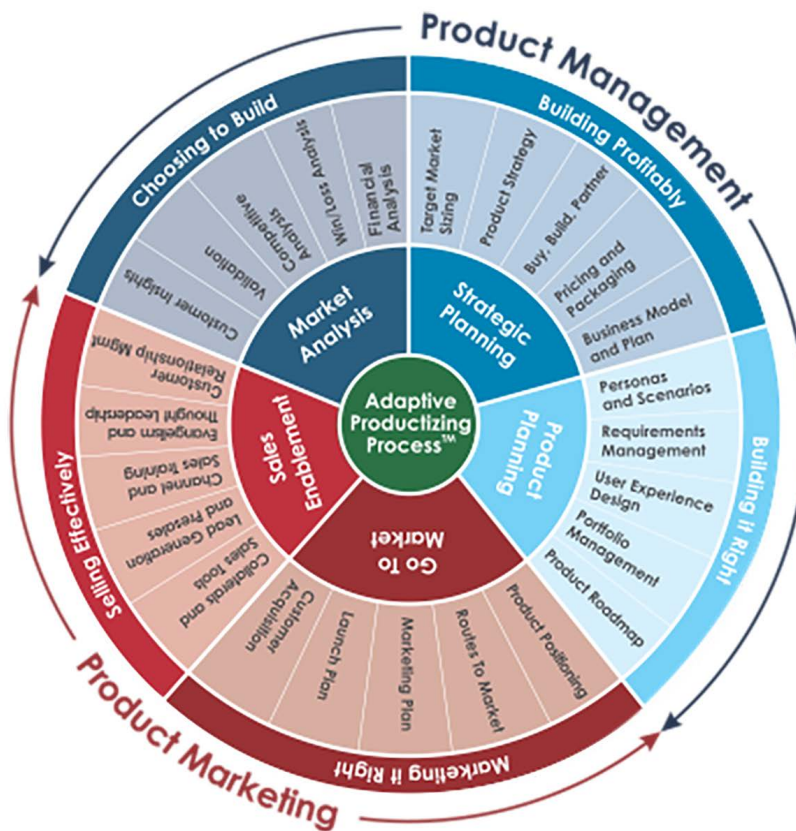 Product Management
Choosing to Build
Customer Insights
Validation
Competitive
Analysis
Win/Loss Analysis
Financial
Analysis
Market
Analysis
Building Profitably
Target Market
Sizing
Product Strategy
Buy, Build, Partner
Pricing and
Packaging
Business Model
and Plan
Strategic
Planning
Building it Right
Personas
and Scenarios
Requirements
Management
User Experience
Design
Portfolio
Management
Product Roadmap
Product
Planning
Adaptive
Productizing
Process™
Marketing it Right
Product Positioning
Routes To Market
Marketing Plan
Launch Plan
Customer
Acquisition
Go To
Market
Selling Effectively
Collaterals and
Sales Tools
Lead Generation
and Presales
Channel and
Sales Training
Evangelism and
Thought Leadership
Customer
Relationship Mgmt
Sales
Enablement
Product Marketing